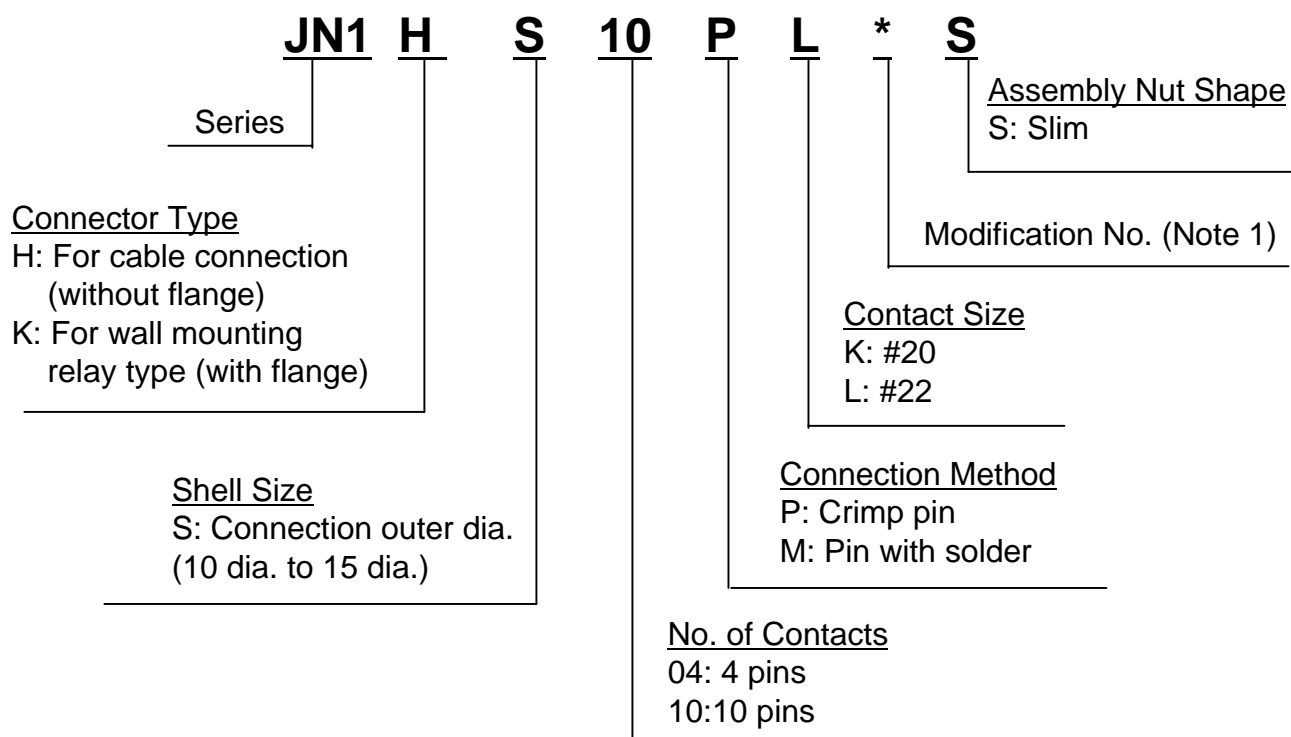 JN1 H S 10 P L * S
Assembly Nut Shape
S: Slim
Series
Connector Type
H: For cable connection
(without flange)
K: For wall mounting
relay type (with flange)
Modification No. (Note 1)
Contact Size
K: #20
L: #22
Shell Size
S: Connection outer dia.
(10 dia. to 15 dia.)
Connection Method
P: Crimp pin
M: Pin with solder
No. of Contacts
04: 4 pins
10:10 pins